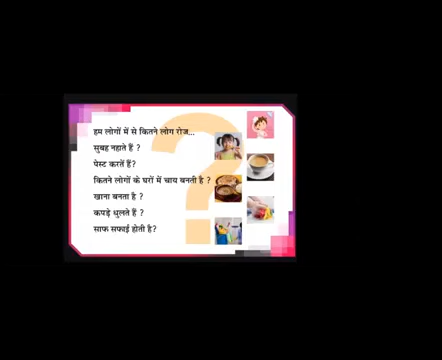 हम लोगों में से कितने लोग रोज...
सुबह नहाते हैं ?
पेस्ट करतें हैं?
कितने लोगों के घरों में चाय बनती है ?
खाना बनता है ?
कपड़े धुलते हैं ?
साफ सफाई होती है?